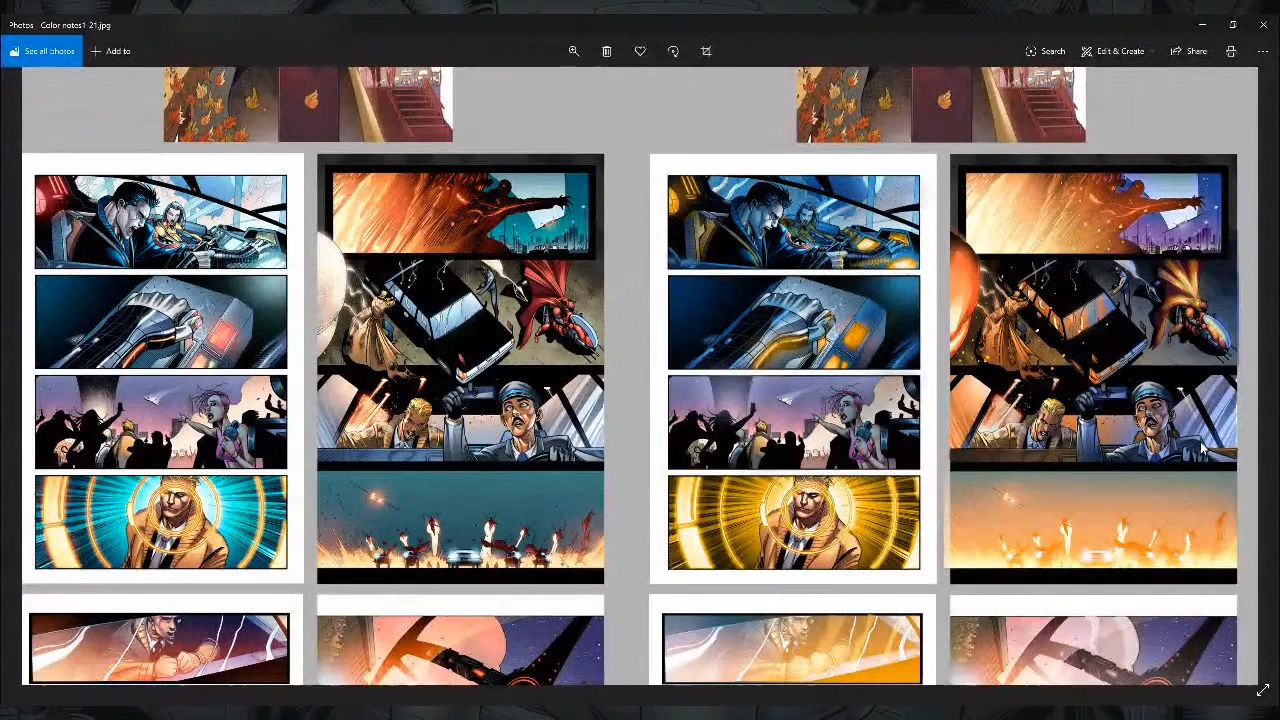 Photos - Color notes1-21.jpg
See all photos
Add to
Search
Edit & Create
Share